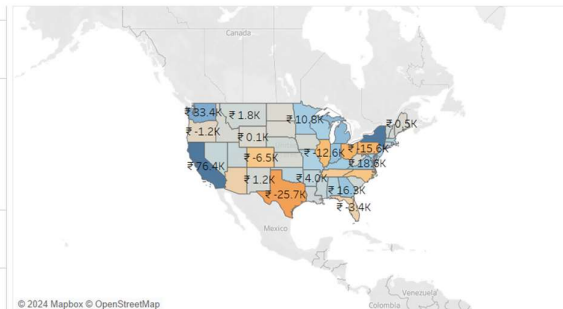 Canada
₹ 33.4K
₹ 1.8K
₹ 10.8K
₹ 0.5K
₹ -1.2K
₹ 0.1K
₹ -12.6K
₹ -15.6K
₹ 76.4K
₹ -6.5K
₹ 18.6K
₹ 1.2K
₹ 4.0K
₹ -25.7K
₹ 16.3K
₹ -3.4K
Mexico
Venezuela
Colombia
© 2024 Mapbox © OpenStreetMap